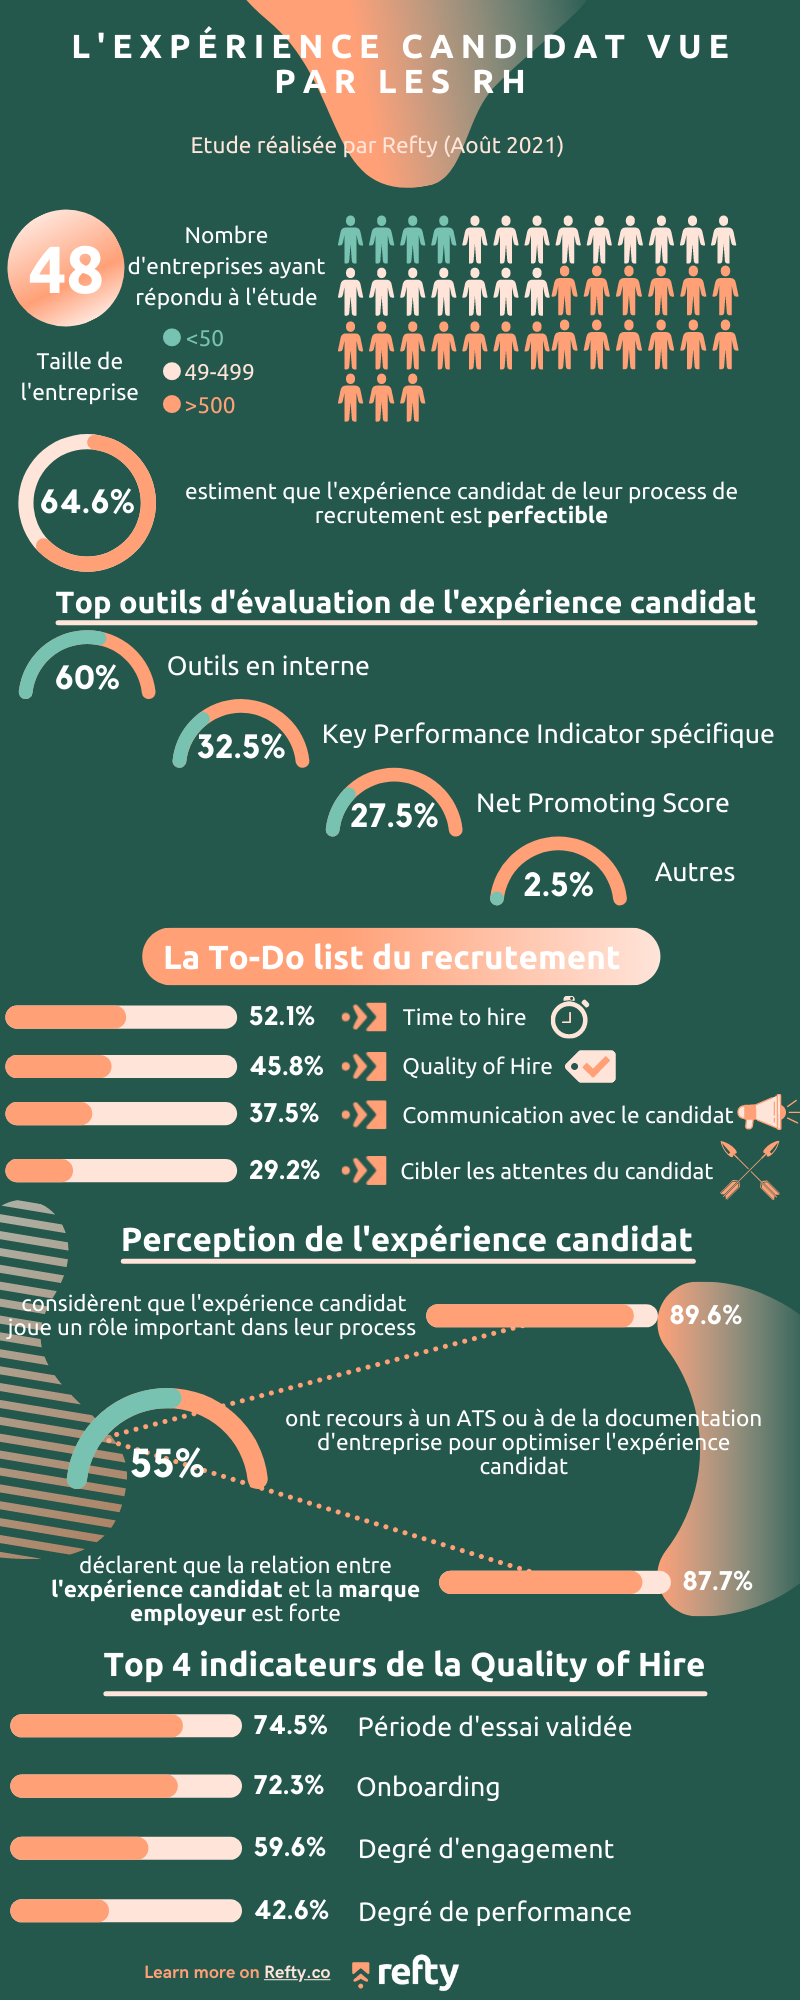 L'EXPÉRIENCE CANDIDAT VUE
PAR LES RH
Etude réalisée par Refty (Août 2021)
48
Nombre
d'entreprises ayant
répondu à l'étude
Taille de
l'entreprise
<50
49-499
>500
64.6%
estiment que l'expérience candidat de leur process de
recrutement est perfectible
Top outils d'évaluation de l'expérience candidat
60%
Outils en interne
32.5%
Key Performance Indicator spécifique
27.5%
Net Promoting Score
2.5%
Autres
La To-Do list du recrutement
52.1%
Time to hire
45.8%
Quality of Hire
37.5%
Communication avec le candidat
29.2%
Cibler les attentes du candidat
Perception de l'expérience candidat
considèrent que l'expérience candidat
joue un rôle important dans leur process
89.6%
55%
ont recours à un ATS ou à de la documentation
d'entreprise pour optimiser l'expérience
candidat
déclarent que la relation entre
l'expérience candidat et la marque
employeur est forte
87.7%
Top 4 indicateurs de la Quality of Hire
74.5%
Période d'essai validée
72.3%
Onboarding
59.6%
Degré d'engagement
42.6%
Degré de performance
Learn more on Refty.co
refty